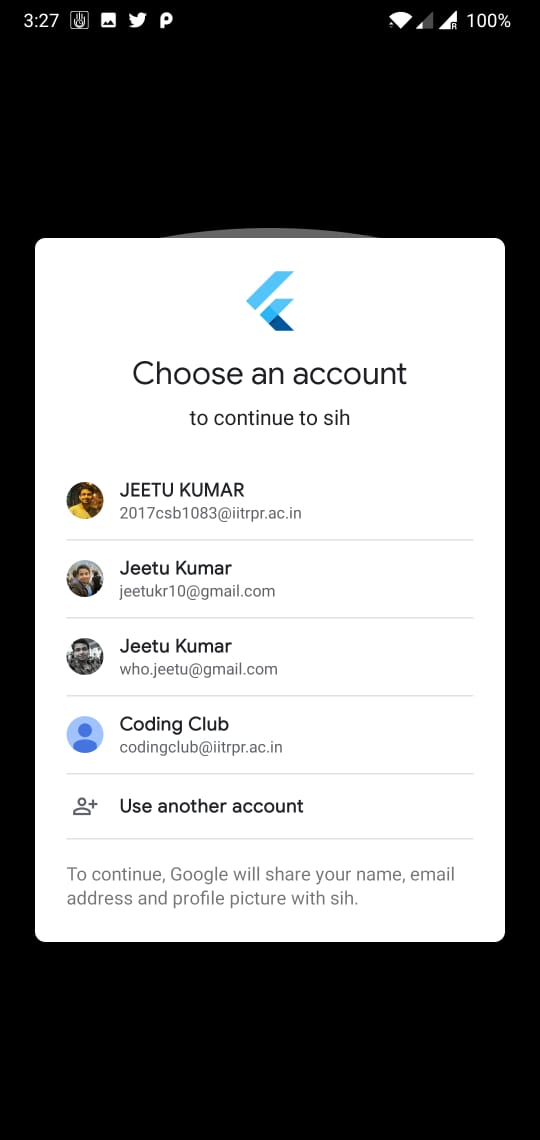 3:27 100%
R
Choose an account
to continue to sih
JEETU KUMAR
2017csb1083@iitrpr.ac.in
Jeetu Kumar
jeetukr10@gmail.com
Jeetu Kumar
who.jeetu@gmail.com
Coding Club
codingclub@iitrpr.ac.in
Use another account
To continue, Google will share your name, email
address and profile picture with sih.